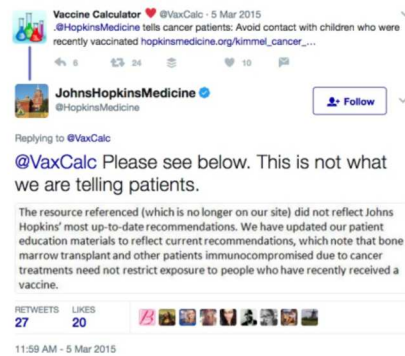 Vaccine Calculator @VaxCalc · 5 Mar 2015
.@HopkinsMedicine tells cancer patients: Avoid contact with children who were
recently vaccinated hopkinsmedicine.org/kimmel_cancer_...
6 24 10
JohnsHopkinsMedicine
@HopkinsMedicine
Follow
Replying to @VaxCalc
@VaxCalc Please see below. This is not what
we are telling patients.
The resource referenced (which is no longer on our site) did not reflect Johns
Hopkins' most up-to-date recommendations. We have updated our patient
education materials to reflect current recommendations, which note that bone
marrow transplant and other patients immunocompromised due to cancer
treatments need not restrict exposure to people who have recently received a
vaccine.
RETWEETS LIKES
27 20
11:59 AM - 5 Mar 2015